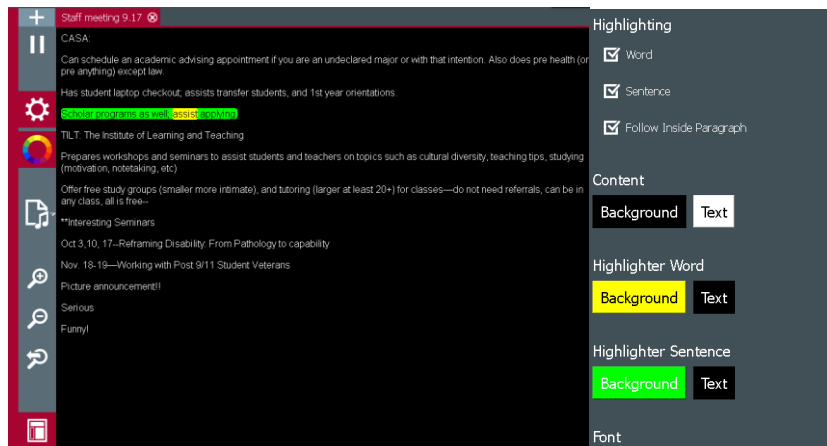 Staff meeting 9.17
CASA:
Can schedule an academic advising appointment if you are an undeclared major or with that intention. Also does pre health (or
pre anything) except law.
Has student laptop checkout; assists transfer students, and 1st year orientations.
Scholar programs as well; assist applying.
TILT: The Institute of Learning and Teaching
Prepares workshops and seminars to assist students and teachers on topics such as cultural diversity, teaching tips, studying
(motivation, notetaking, etc)
Offer free study groups (smaller more intimate), and tutoring (larger at least 20+) for classes—do not need referrals, can be in
any class, all is free--
**Interesting Seminars
Oct 3,10, 17--Reframing Disability: From Pathology to capability
Nov. 18-19—Working with Post 9/11 Student Veterans
Picture announcement!!
Serious
Funny!
Highlighting
Word
Sentence
Follow Inside Paragraph
Content
Background Text
Highlighter Word
Background Text
Highlighter Sentence
Background Text
Font